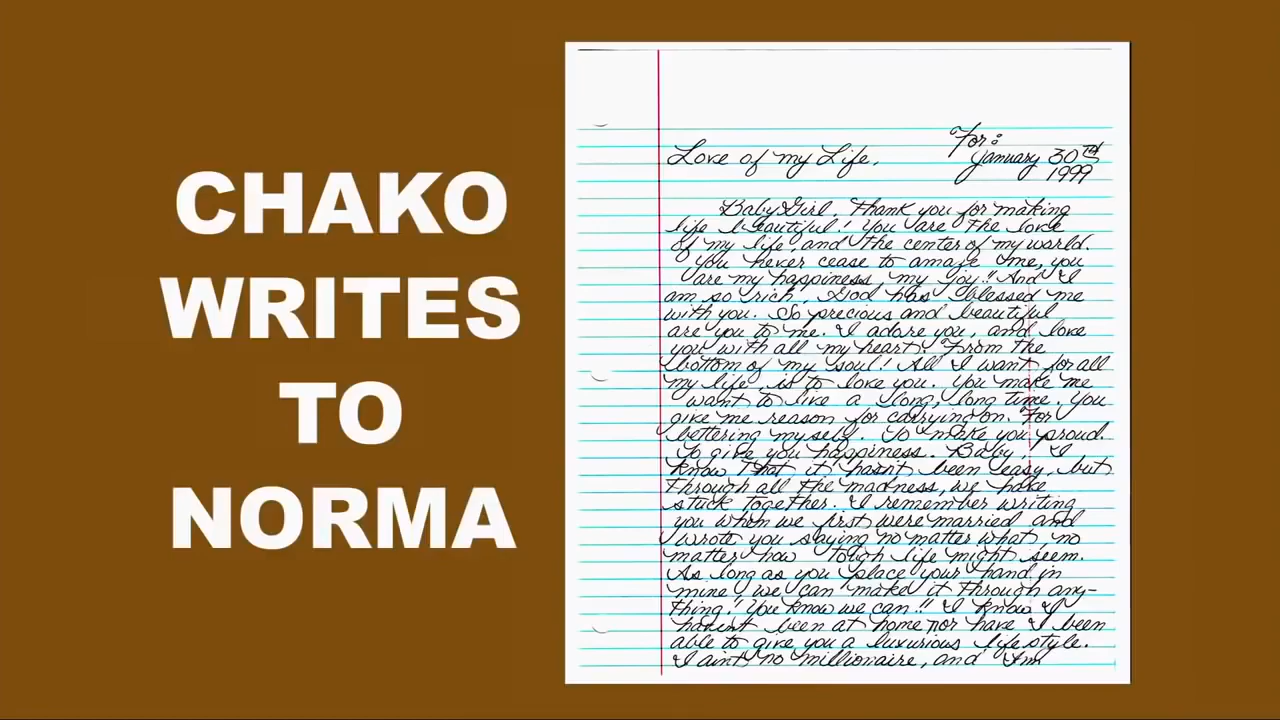 CHAKO
WRITES
TO
NORMA
For:
Love of my Life, January 30th
1999
Baby Girl, Thank you for making
life beautiful! You are the love
of my life, and the center of my world.
You never cease to amaze me, you
are my happiness my joy!! And I
am so rich, God has blessed me
with you. So precious and beautiful
are you to me. I adore you, and love
you with all my heart! From the
bottom of my soul! All I want for all
my life, is to love you. You make me
want to live a long, long time. You
give me reason for carrying on. For
bettering myself. To make you proud.
To give you happiness. Baby, I
know that it hasn't been easy, but
through all the madness, we have
stuck together. I remember writing
you when we first were married and
wrote you saying no matter what, no
matter how tough life might seem.
As long as you place your hand in
mine we can make it through any-
thing! You know we can!! I know I
havent been at home nor have I been
able to give you a luxurious lifestyle.
I aint no millionaire, and I'm